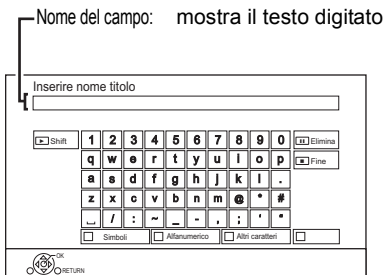 Nome del campo: mostra il testo digitato
Inserire nome titolo
Shift 1 2 3 4 5 6 7 8 9 0 Elimina
q w e r t y u i o p Fine
a s d f g h j k l .
z x c v b n m @ * #
/ : ~ _ - , ; ' "
Simboli Alfanumerico Altri caratteri
OK
RETURN